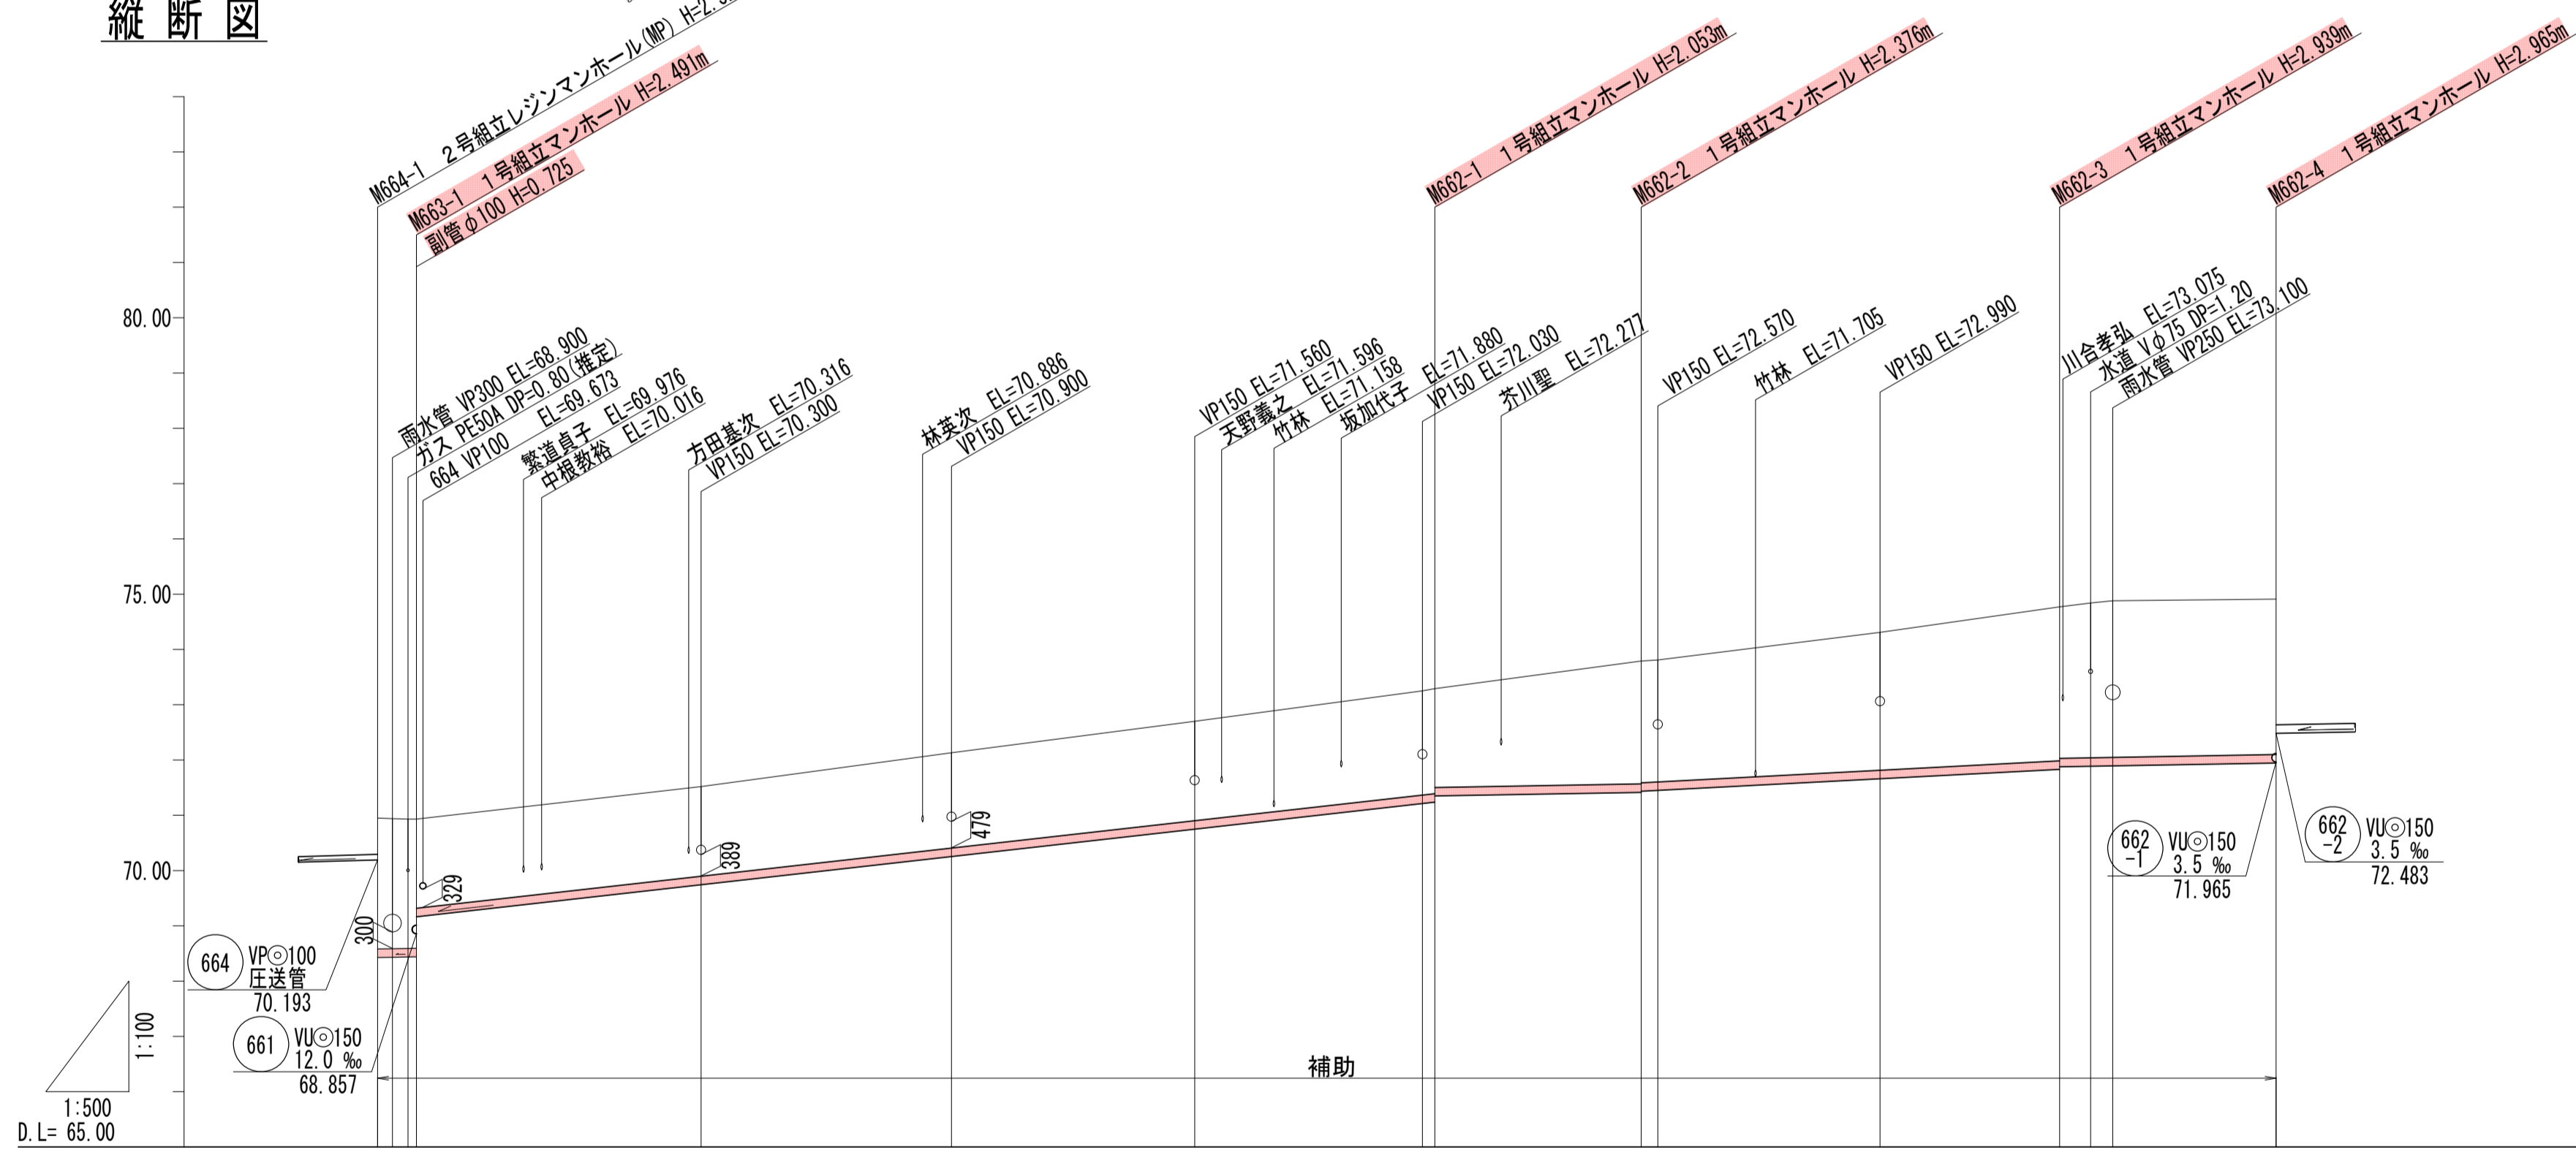 縦断図
M664-1 2号組立レジンマンホール(MP)
M663-1 1号組立マンホール H=2.491m
副管φ100 H=0.725
M662-1 1号組立マンホール H=2.053m
M662-2 1号組立マンホール H=2.376m
M662-3 1号組立マンホール H=2.939m
M662-4 1号組立マンホール H=2.965m
80.00
75.00
70.00
雨水管 VP300 EL=68.900
ガス PE50A DP=0.80(推定)
664 VP100 EL=69.673
繁道貞子 EL=69.976
中根教裕 EL=70.016
方田基次 EL=70.316
VP150 EL=70.300
林英次 EL=70.886
VP150 EL=70.900
VP150 EL=71.560
天野義之 EL=71.596
竹林 EL=71.158
坂加代子 EL=71.880
VP150 EL=72.030
芥川聖 EL=72.277
VP150 EL=72.570
竹林 EL=71.705
VP150 EL=72.990
川合孝弘 EL=73.075
水道 Vφ75 DP=1.20
雨水管 VP250 EL=73.100
300
329
389
479
664
VP◎100
圧送管
70.193
661
VU◎150
12.0 ‰
68.857
662
-1
VU◎150
3.5 ‰
71.965
662
-2
VU◎150
3.5 ‰
72.483
補助
1:100
1:500
D.L= 65.00